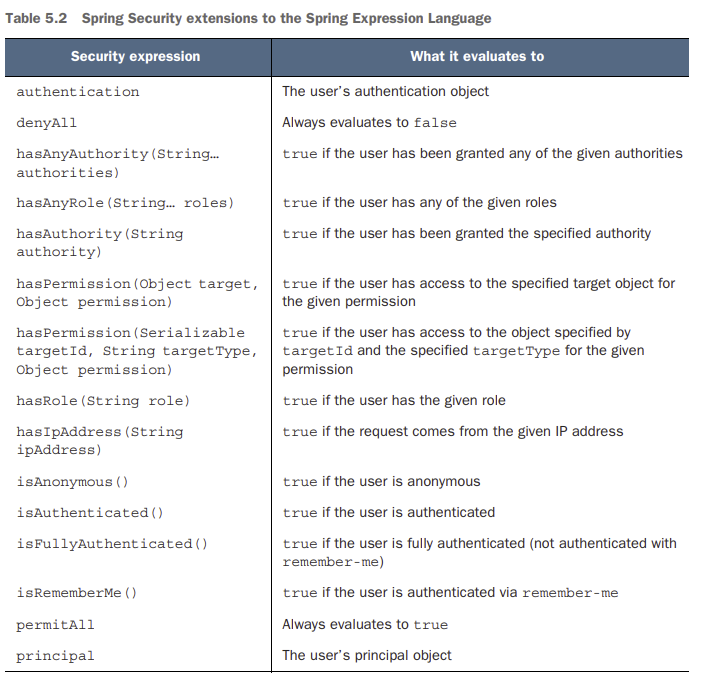 Table 5.2 Spring Security extensions to the Spring Expression Language
Security expression What it evaluates to
authentication The user's authentication object
denyAll Always evaluates to false
hasAnyAuthority(String… true if the user has been granted any of the given authorities
authorities)
hasAnyRole(String… roles) true if the user has any of the given roles
hasAuthority(String true if the user has been granted the specified authority
authority)
hasPermission(Object target, true if the user has access to the specified target object for
Object permission) the given permission
hasPermission(Serializable true if the user has access to the object specified by
targetId, String targetType, targetId and the specified targetType for the given
Object permission) permission
hasRole(String role) true if the user has the given role
hasIpAddress(String true if the request comes from the given IP address
ipAddress)
isAnonymous() true if the user is anonymous
isAuthenticated() true if the user is authenticated
isFullyAuthenticated() true if the user is fully authenticated (not authenticated with
remember-me)
isRememberMe() true if the user is authenticated via remember-me
permitAll Always evaluates to true
principal The user's principal object